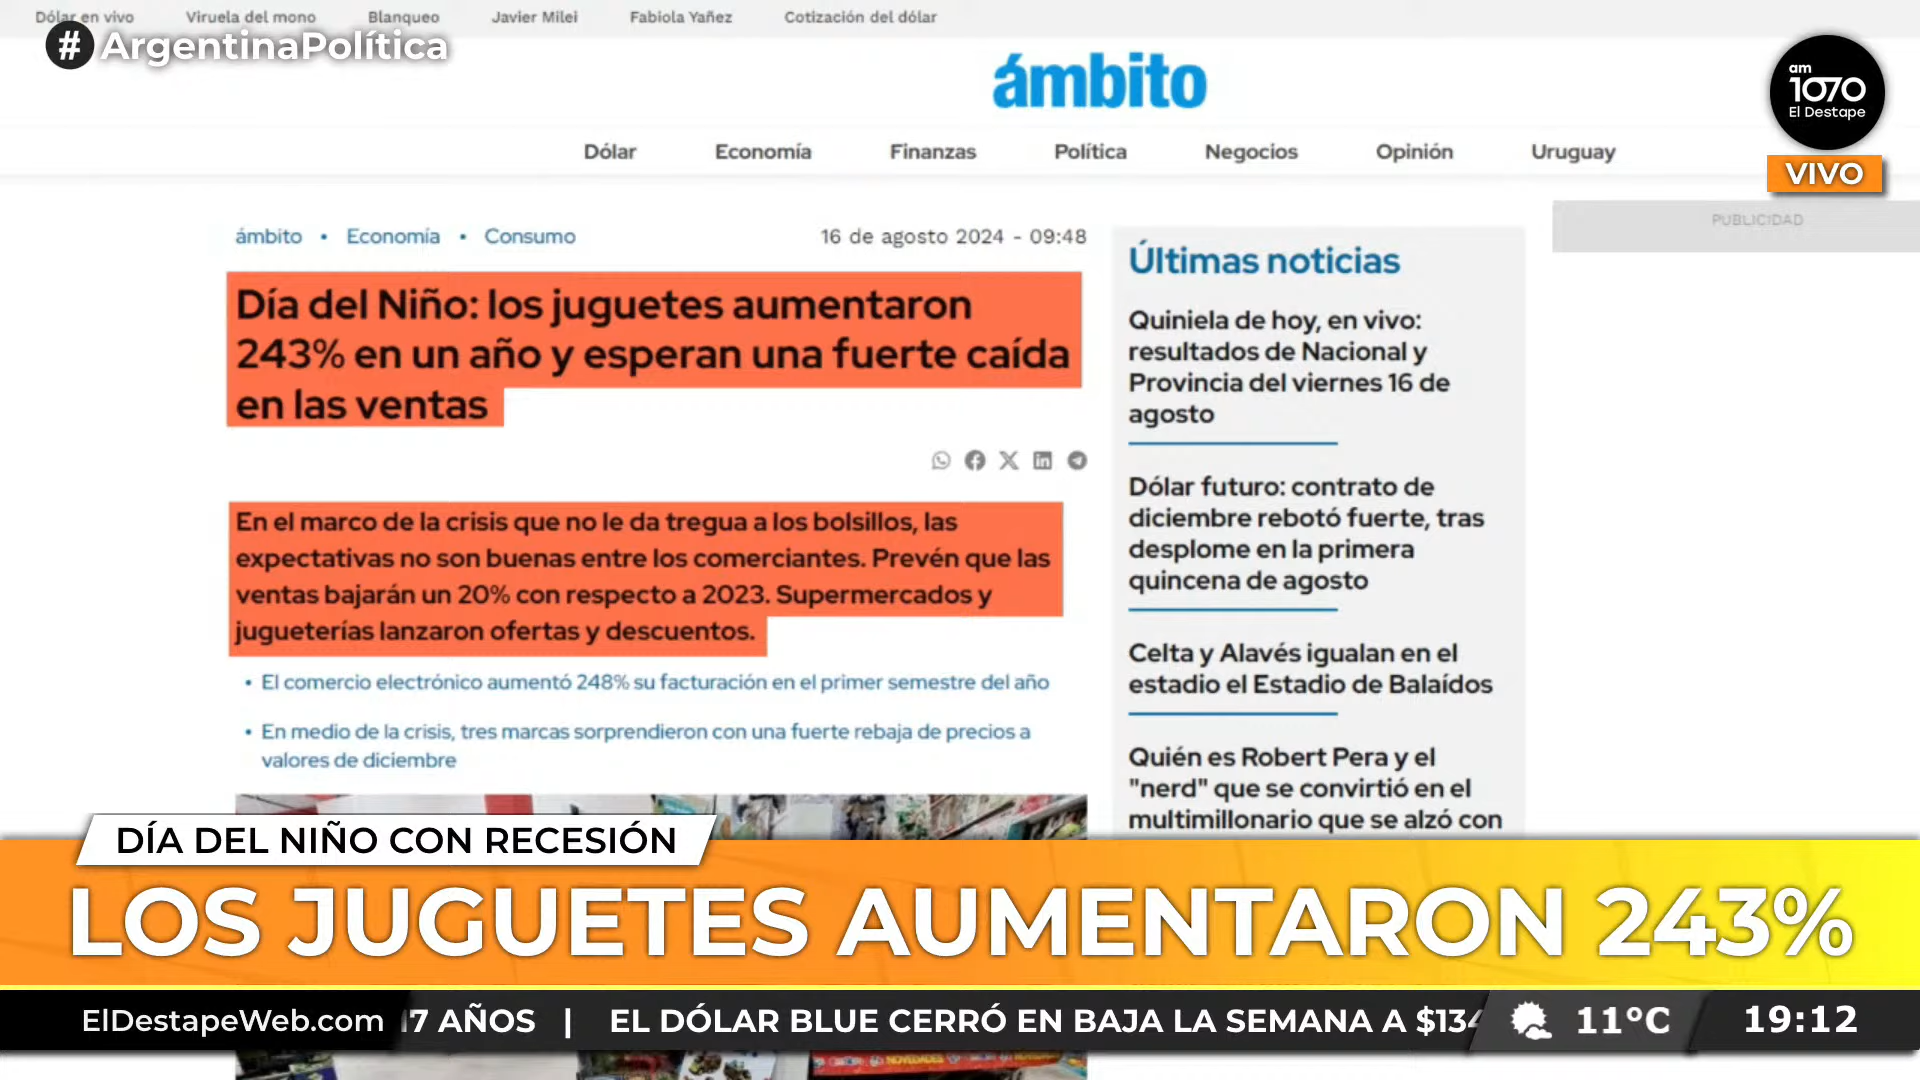 Dólar en vivo
Viruela del mono
Blanqueo
Javier Milei
Fabiola Yañez
Cotización del dólar
# ArgentinaPolítica
ámbito
am
1070
El Destape
VIVO
Dólar
Economía
Finanzas
Política
Negocios
Opinión
Uruguay
ámbito • Economía • Consumo
16 de agosto 2024 - 09:48
Día del Niño: los juguetes aumentaron
243% en un año y esperan una fuerte caída
en las ventas
En el marco de la crisis que no le da tregua a los bolsillos, las
expectativas no son buenas entre los comerciantes. Prevén que las
ventas bajarán un 20% con respecto a 2023. Supermercados y
jugueterías lanzaron ofertas y descuentos.
• El comercio electrónico aumentó 248% su facturación en el primer semestre del año
• En medio de la crisis, tres marcas sorprendieron con una fuerte rebaja de precios a
valores de diciembre
Últimas noticias
Quiniela de hoy, en vivo:
resultados de Nacional y
Provincia del viernes 16 de
agosto
Dólar futuro: contrato de
diciembre rebotó fuerte, tras
desplome en la primera
quincena de agosto
Celta y Alavés igualan en el
estadio el Estadio de Balaídos
Quién es Robert Pera y el
"nerd" que se convirtió en el
multimillonario que se alzó con
PUBLICIDAD
DÍA DEL NIÑO CON RECESIÓN
LOS JUGUETES AUMENTARON 243%
ElDestapeWeb.com
17 AÑOS | EL DÓLAR BLUE CERRÓ EN BAJA LA SEMANA A $134
11°C
19:12
NOVEDADES